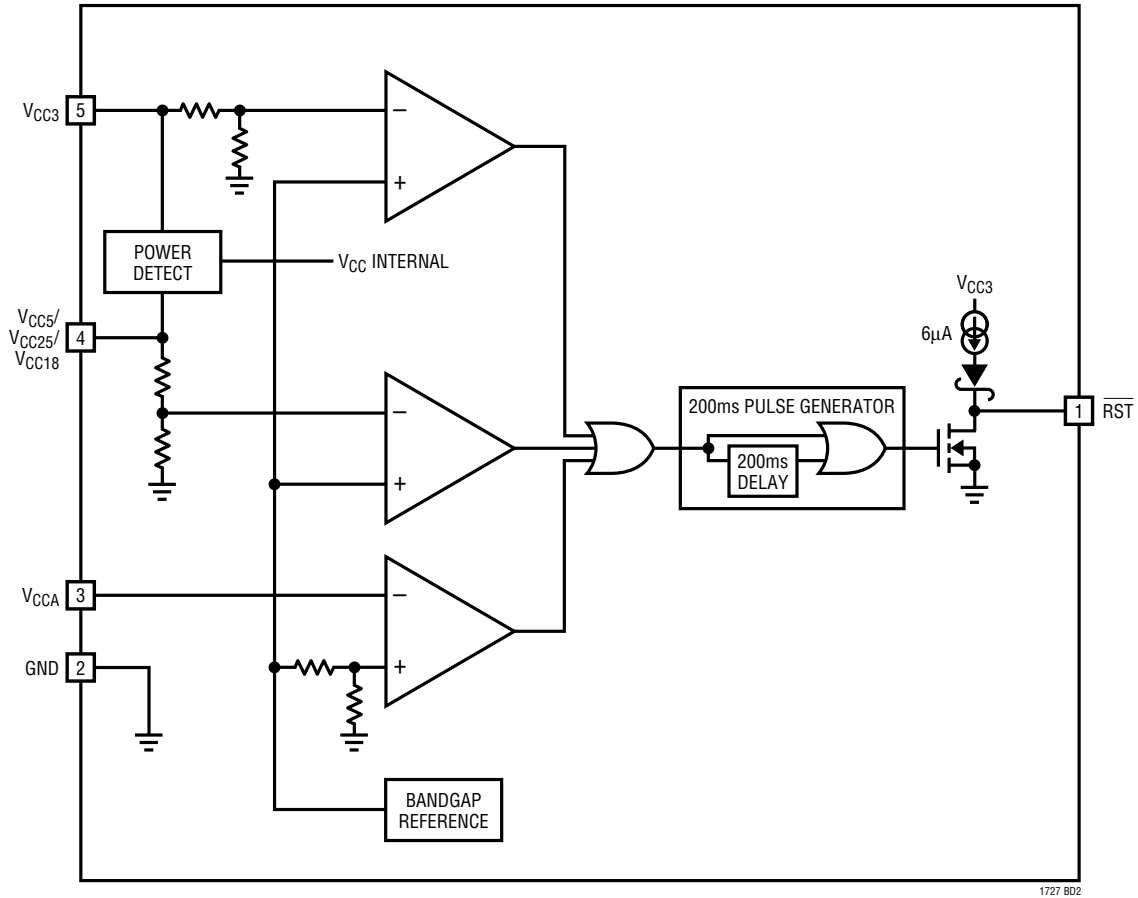 VCC3
5
−
+
POWER
DETECT
VCC INTERNAL
VCC5/
VCC25/
VCC18
4
−
+
VCC3
6µA
200ms PULSE GENERATOR
200ms
DELAY
1
RST
VCCA
3
−
+
GND
2
BANDGAP
REFERENCE
1727 BD2